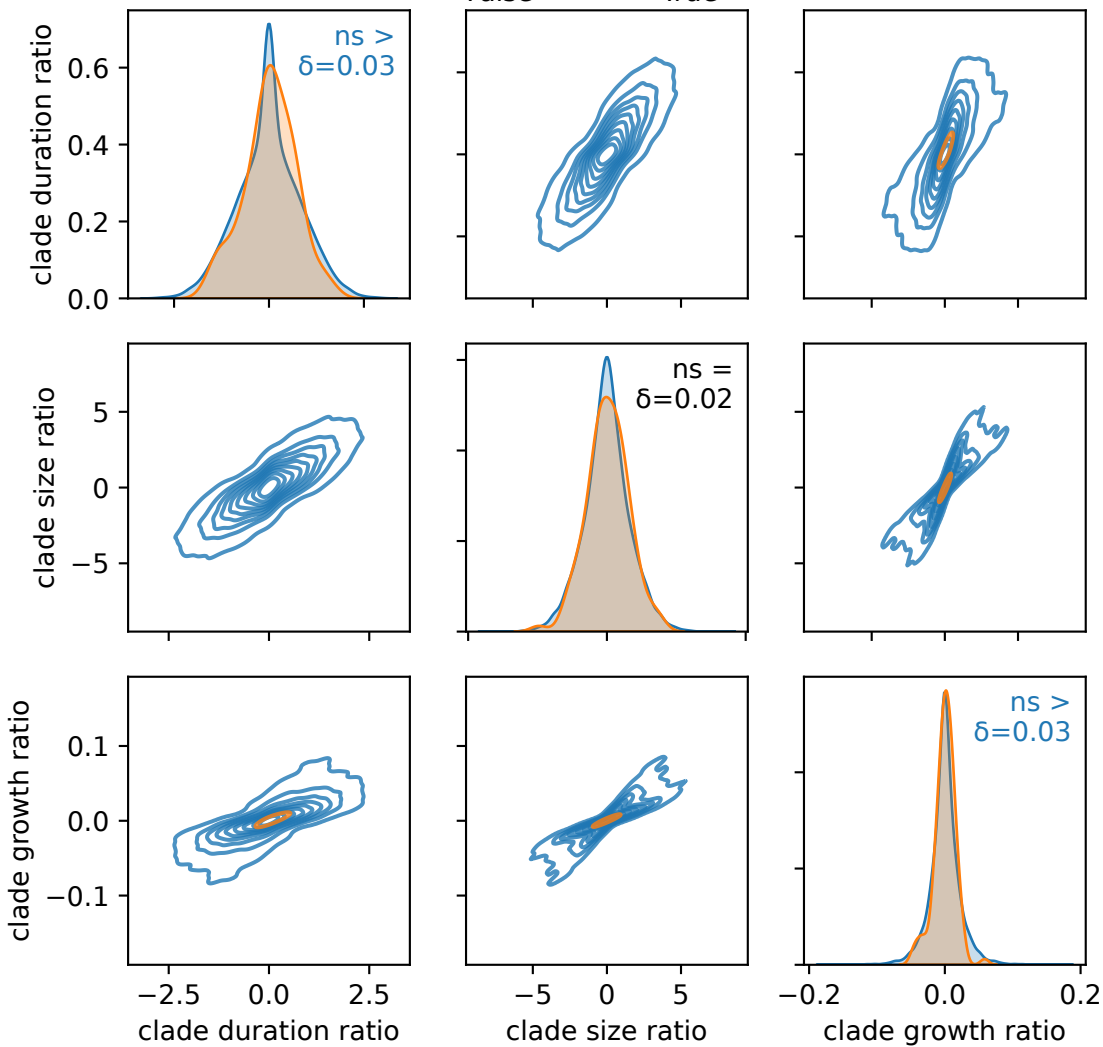 ns >
δ=0.03
clade duration ratio
0.6
0.4
0.2
0.0
ns =
δ=0.02
clade size ratio
5
0
−5
ns >
δ=0.03
clade growth ratio
0.1
0.0
−0.1
−2.5 0.0 2.5
−5 0 5
−0.2 0.0 0.2
clade duration ratio
clade size ratio
clade growth ratio